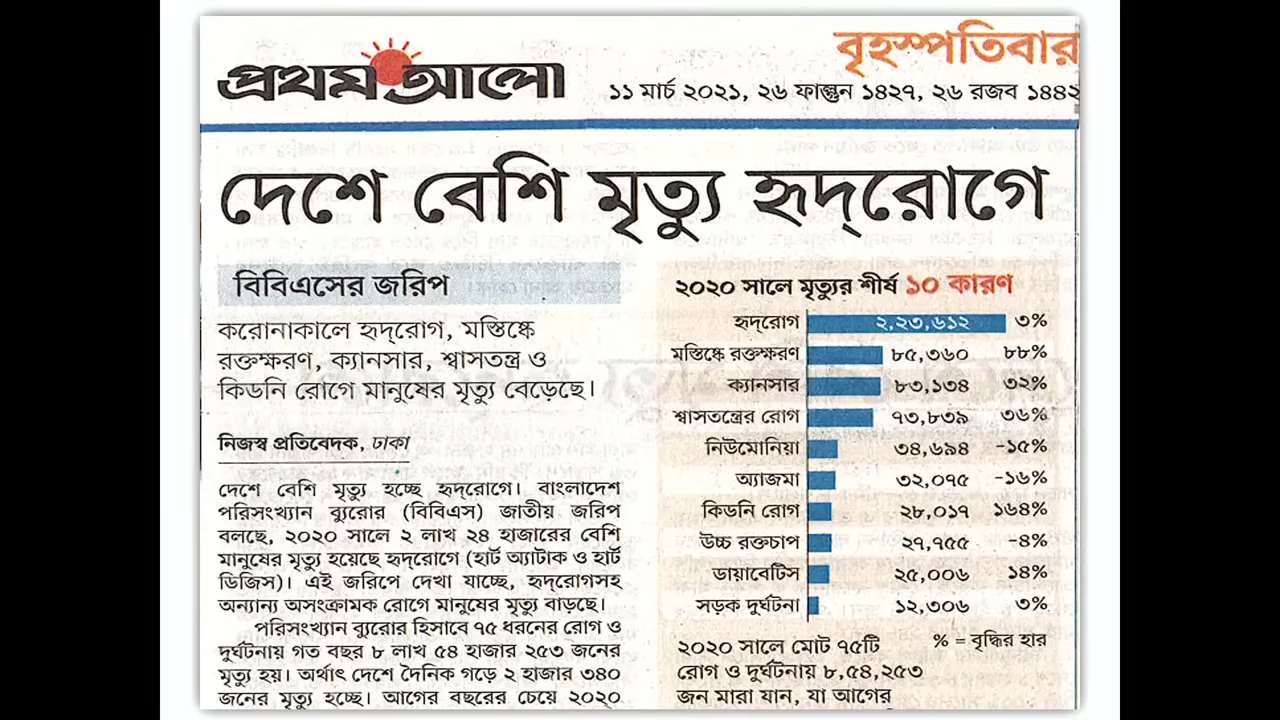 বৃহস্পতিবার
প্রথম আলো
১১ মার্চ ২০২১, ২৬ ফাল্গুন ১৪২৭, ২৬ রজব ১৪৪২
দেশে বেশি মৃত্যু হৃদ্‌রোগে
বিবিএসের জরিপ
করোনাকালে হৃদ্‌রোগ, মস্তিষ্কে
রক্তক্ষরণ, ক্যানসার, শ্বাসতন্ত্র ও
কিডনি রোগে মানুষের মৃত্যু বেড়েছে।
নিজস্ব প্রতিবেদক, ঢাকা
দেশে বেশি মৃত্যু হচ্ছে হৃদ্‌রোগে। বাংলাদেশ
পরিসংখ্যান ব্যুরোর (বিবিএস) জাতীয় জরিপ
বলছে, ২০২০ সালে ২ লাখ ২৪ হাজারের বেশি
মানুষের মৃত্যু হয়েছে হৃদ্‌রোগে (হার্ট অ্যাটাক ও হার্ট
ডিজিস)। এই জরিপে দেখা যাচ্ছে, হৃদ্‌রোগসহ
অন্যান্য অসংক্রামক রোগে মানুষের মৃত্যু বাড়ছে।
পরিসংখ্যান ব্যুরোর হিসাবে ৭৫ ধরনের রোগ ও
দুর্ঘটনায় গত বছর ৮ লাখ ৫৪ হাজার ২৫৩ জনের
মৃত্যু হয়। অর্থাৎ দেশে দৈনিক গড়ে ২ হাজার ৩৪০
জনের মৃত্যু হচ্ছে। আগের বছরের চেয়ে ২০২০
২০২০ সালে মৃত্যুর শীর্ষ ১০ কারণ
হৃদ্‌রোগ ২,২৩,৬১২ ৩%
মস্তিষ্কে রক্তক্ষরণ ৮৫,৩৬০ ৮৮%
ক্যানসার ৮৩,১৩৪ ৩২%
শ্বাসতন্ত্রের রোগ ৭৩,৮৩৯ ৩৬%
নিউমোনিয়া ৩৪,৬৯৪ -১৫%
অ্যাজমা ৩২,০৭৫ -১৬%
কিডনি রোগ ২৮,০১৭ ১৬৪%
উচ্চ রক্তচাপ ২৭,৭৫৫ -৪%
ডায়াবেটিস ২৫,০০৬ ১৪%
সড়ক দুর্ঘটনা ১২,৩০৬ ৩%
% = বৃদ্ধির হার
২০২০ সালে মোট ৭৫টি
রোগ ও দুর্ঘটনায় ৮,৫৪,২৫৩
জন মারা যান, যা আগের